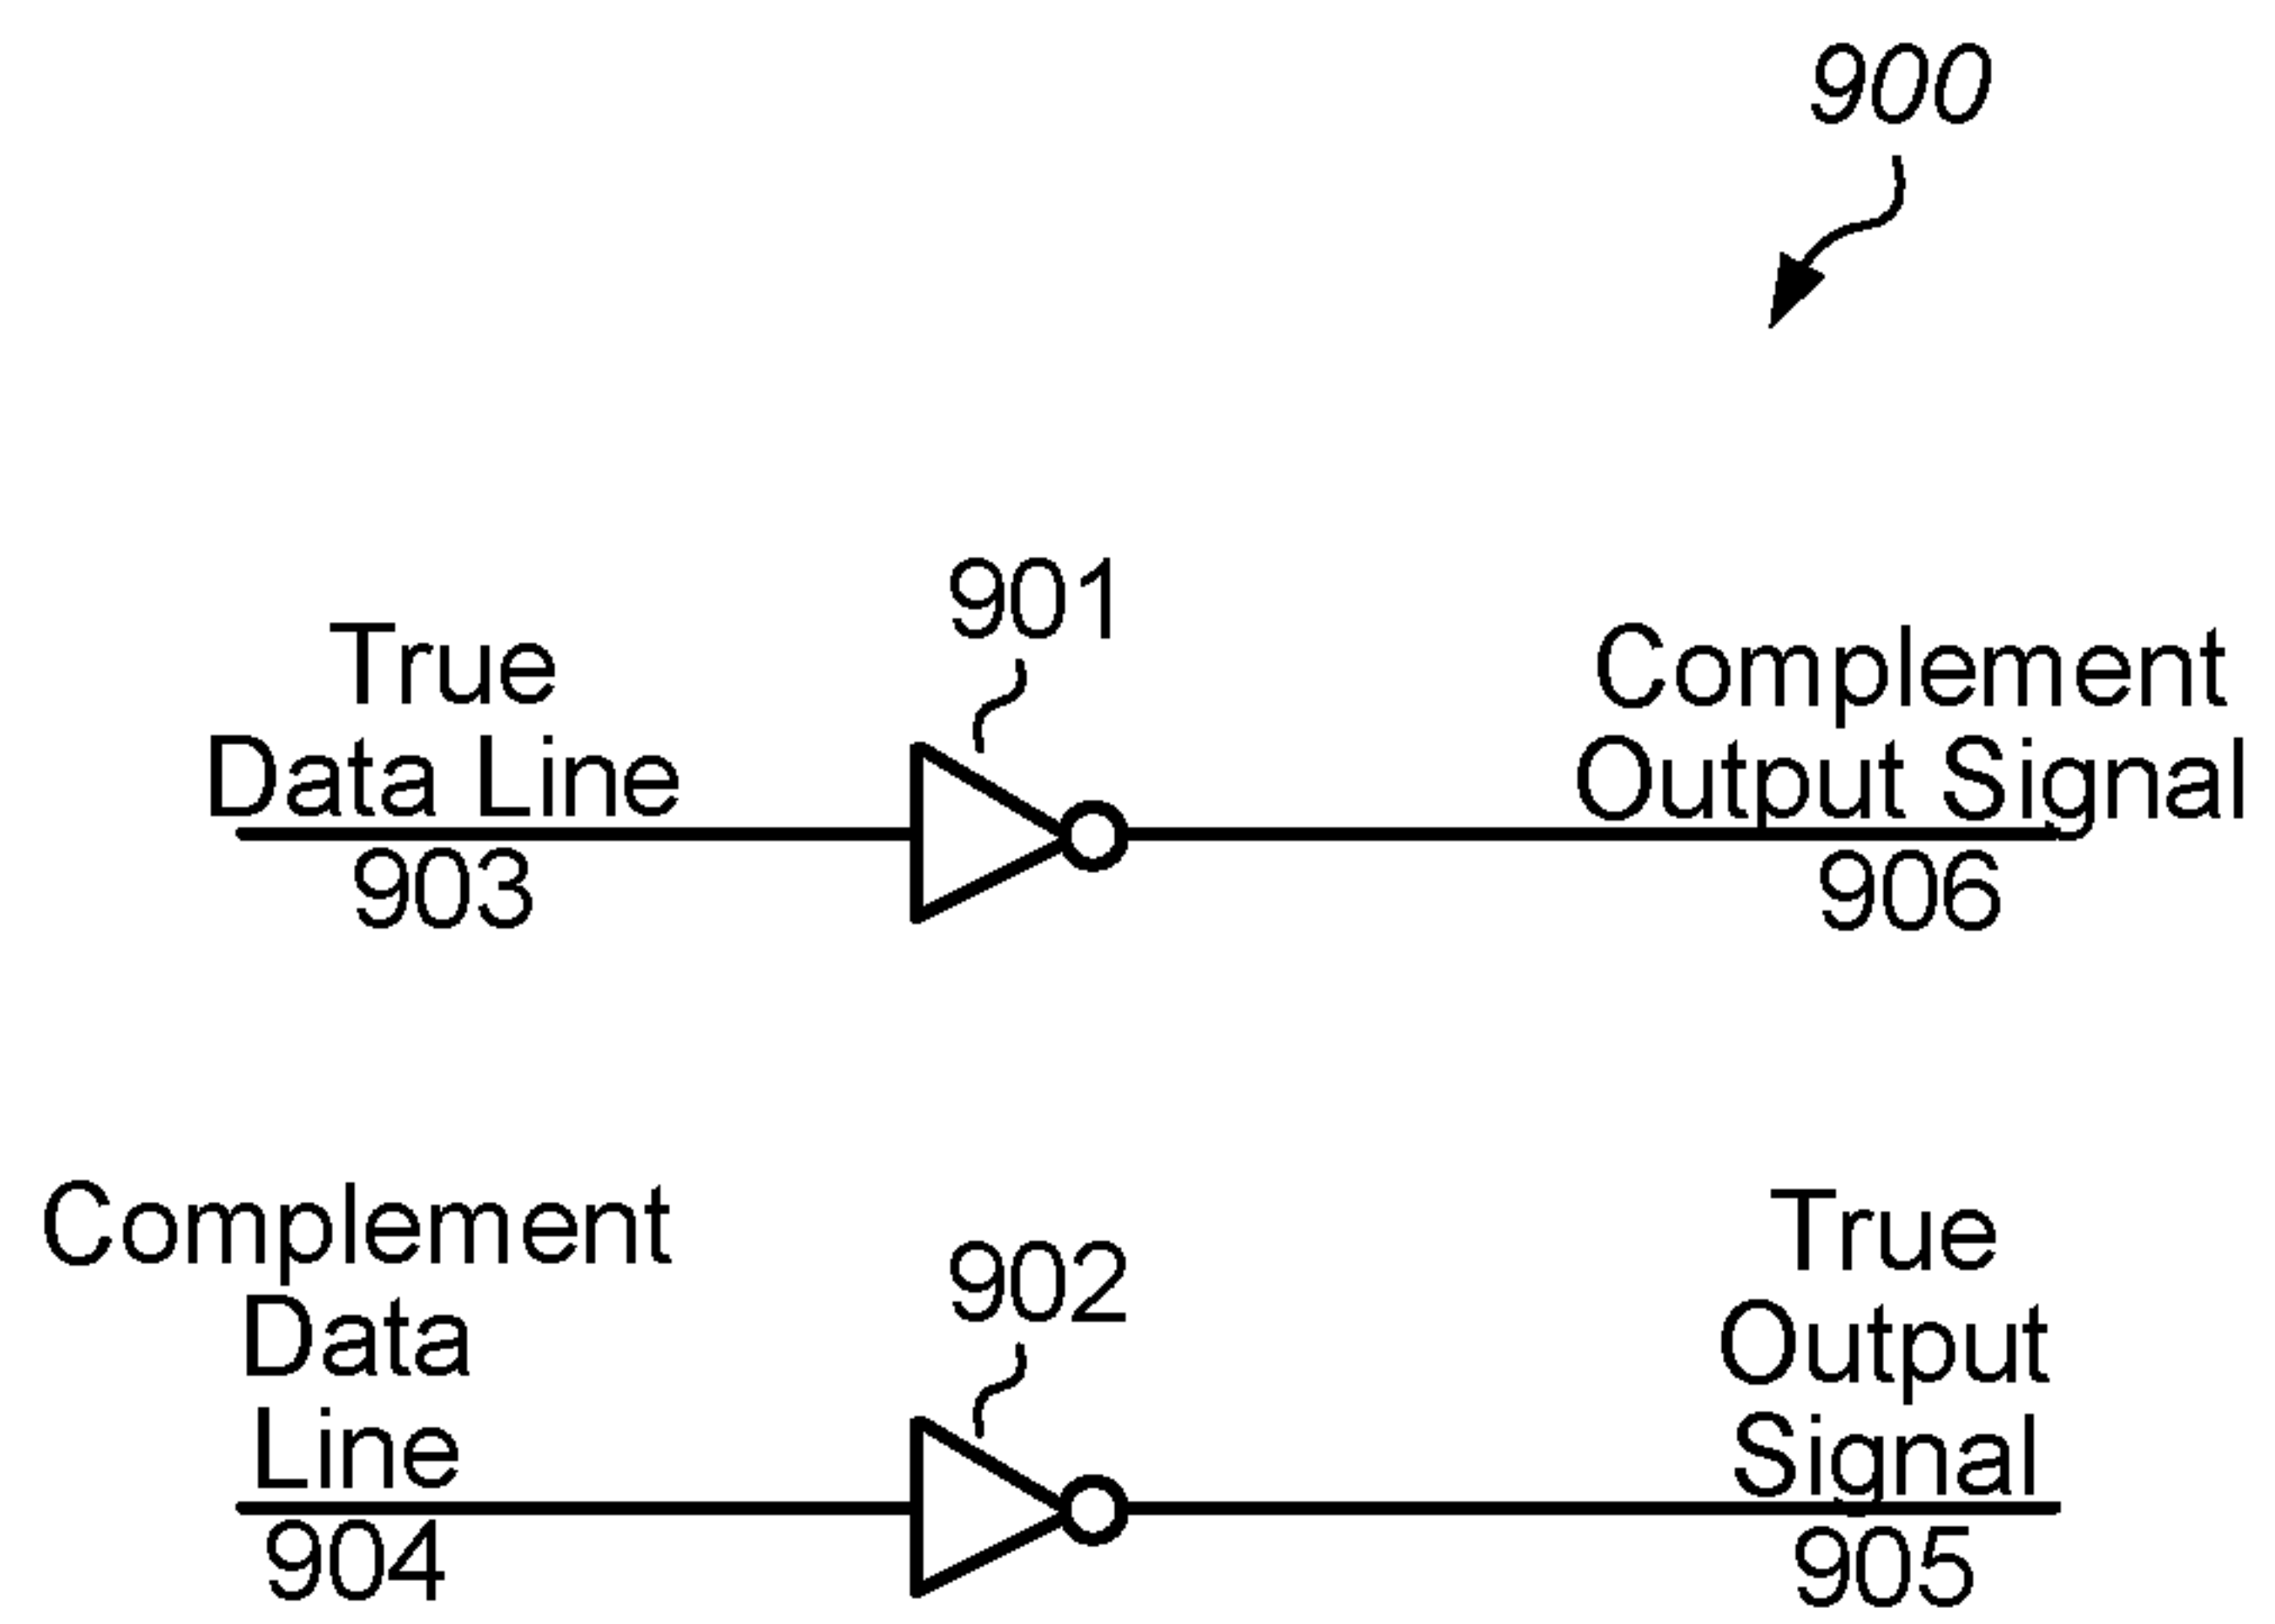 900
901
True
Data Line
903
Complement
Output Signal
906
Complement
Data
Line
904
902
True
Output
Signal
905